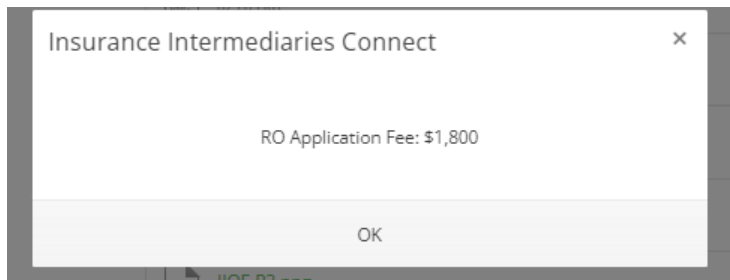 Insurance Intermediaries Connect
×
RO Application Fee: $1,800
OK